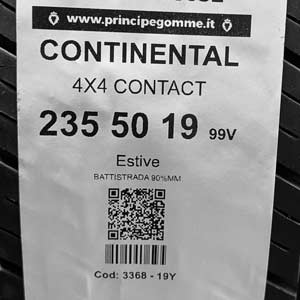 www.principegomme.it
CONTINENTAL
4X4 CONTACT
235 50 19 99V
Estive
BATTISTRADA 90%MM
Cod: 3368 - 19Y